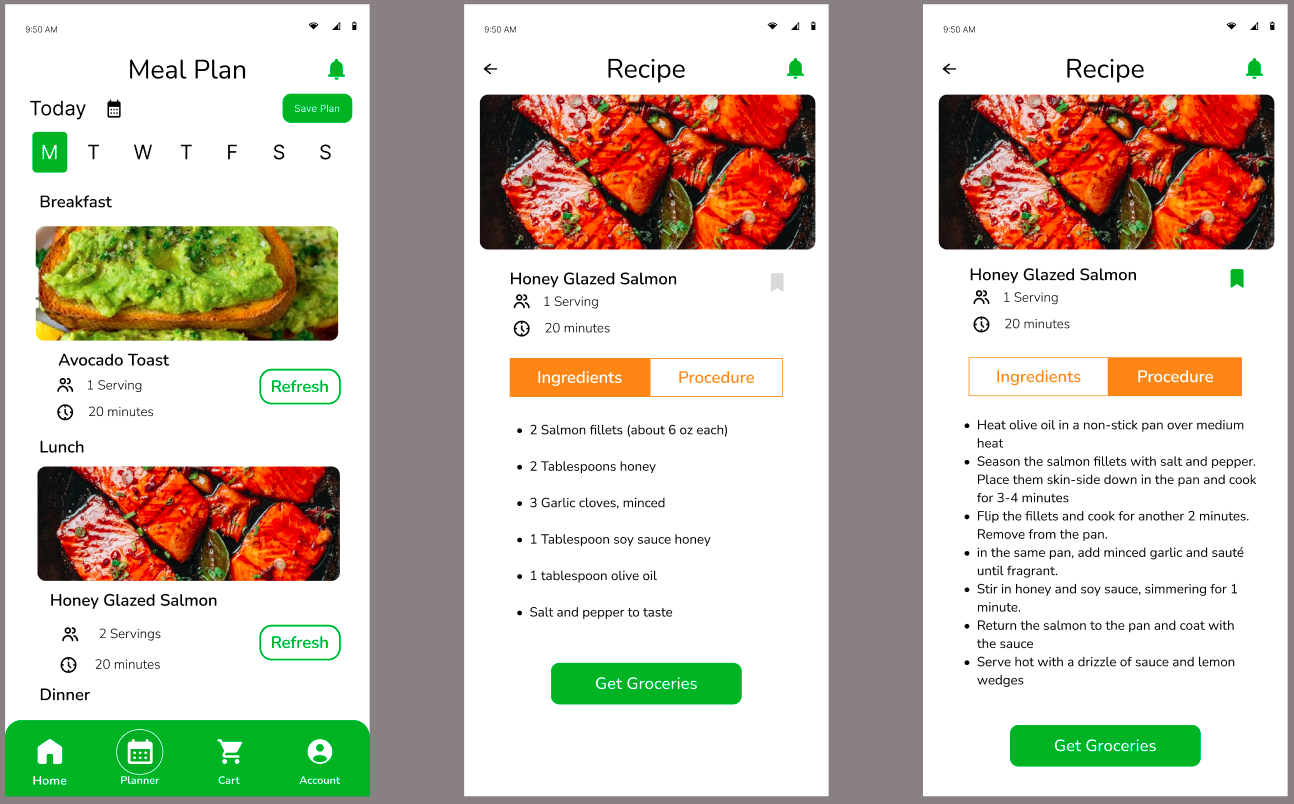 9:50 AM
Meal Plan
Today
Save Plan
M T W T F S S
Breakfast
Avocado Toast
1 Serving
20 minutes
Refresh
Lunch
Honey Glazed Salmon
2 Servings
20 minutes
Refresh
Dinner
Home
Planner
Cart
Account
9:50 AM
Recipe
Honey Glazed Salmon
1 Serving
20 minutes
Ingredients
Procedure
• 2 Salmon fillets (about 6 oz each)
• 2 Tablespoons honey
• 3 Garlic cloves, minced
• 1 Tablespoon soy sauce honey
• 1 tablespoon olive oil
• Salt and pepper to taste
Get Groceries
9:50 AM
Recipe
Honey Glazed Salmon
1 Serving
20 minutes
Ingredients
Procedure
• Heat olive oil in a non-stick pan over medium
heat
• Season the salmon fillets with salt and pepper.
Place them skin-side down in the pan and cook
for 3-4 minutes
• Flip the fillets and cook for another 2 minutes.
Remove from the pan.
• in the same pan, add minced garlic and sauté
until fragrant.
• Stir in honey and soy sauce, simmering for 1
minute.
• Return the salmon to the pan and coat with
the sauce
• Serve hot with a drizzle of sauce and lemon
wedges
Get Groceries